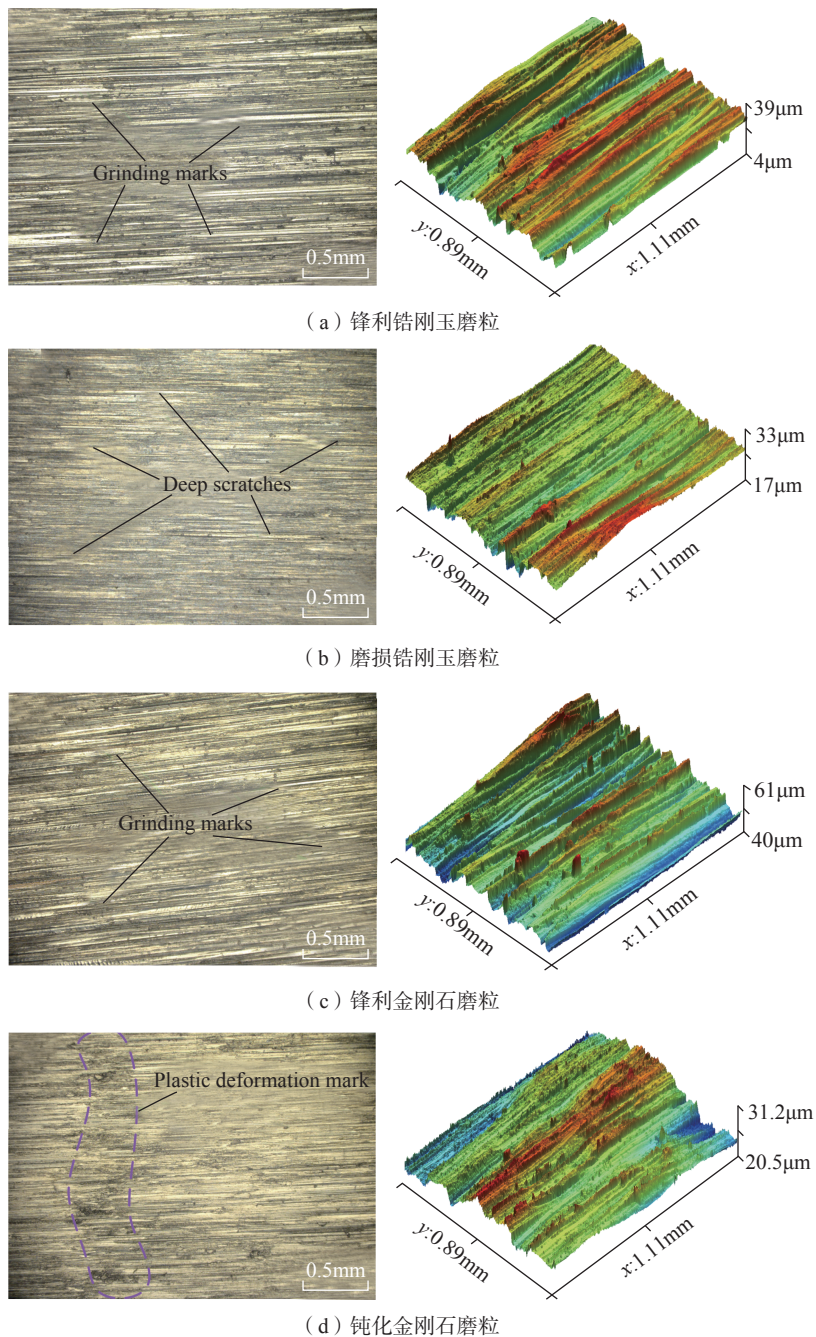 Grinding marks
0.5mm
39μm
4μm
y:0.89mm
x:1.11mm
（a）锋利锆刚玉磨粒
Deep scratches
0.5mm
33μm
17μm
y:0.89mm
x:1.11mm
（b）磨损锆刚玉磨粒
Grinding marks
0.5mm
61μm
40μm
y:0.89mm
x:1.11mm
（c）锋利金刚石磨粒
Plastic deformation mark
0.5mm
31.2μm
20.5μm
y:0.89mm
x:1.11mm
（d）钝化金刚石磨粒